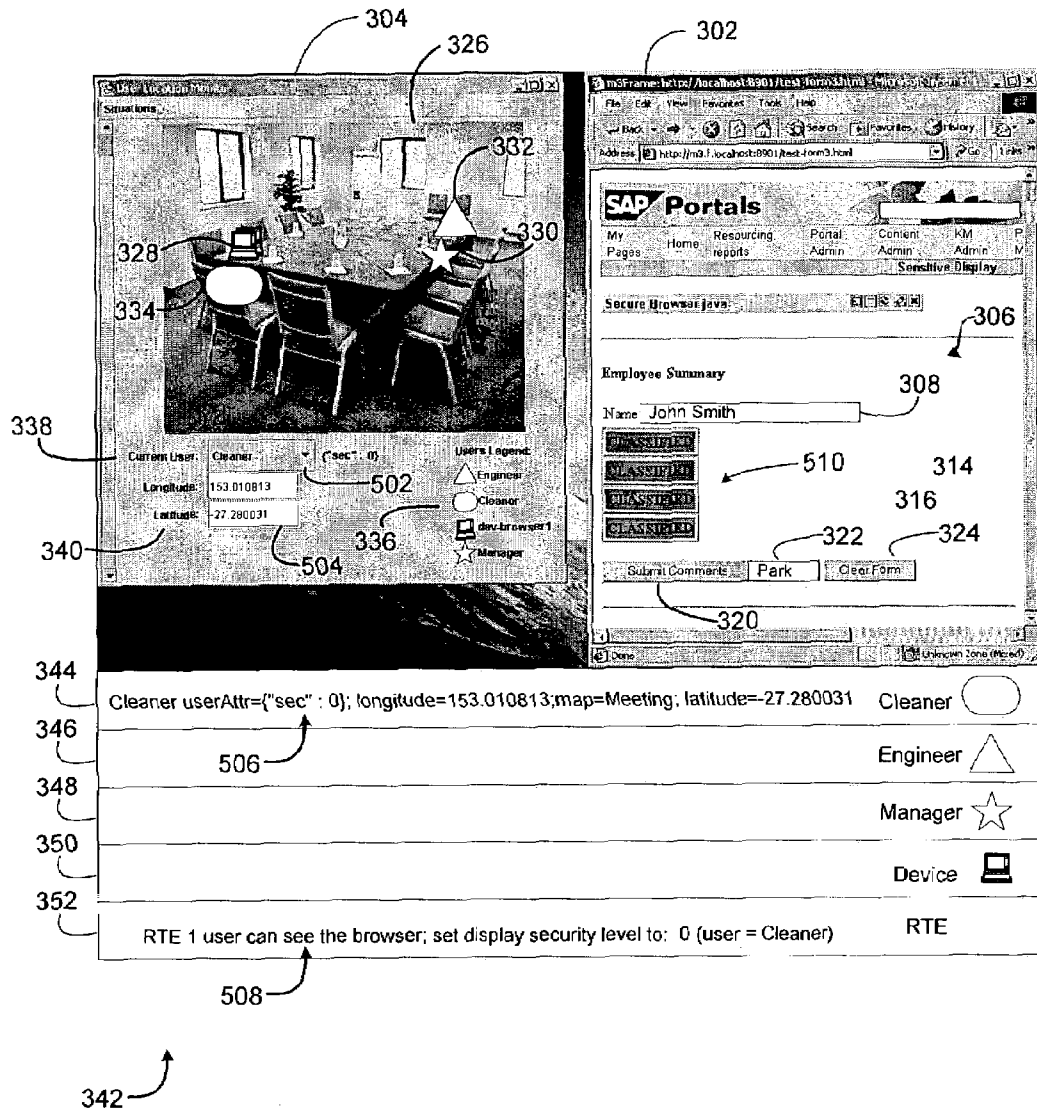 304
302
326
User Location Monitor
m3Frame:http://localhost:8901/test-form3.html - Microsoft
Situations
File Edit View Favorites Tools Help
Back Search Favorites History
Address http://m3.f.localhost:8901/test-form3.html Go Links
332
SAP Portals
328
330
My Pages Home Resourcing reports Portal Admin Content Admin KM Admin P M
Sensitive Display
334
Secure Browser java
306
Employee Summary
308
Name John Smith
338
CLASSIFIED
CLASSIFIED
CLASSIFIED
CLASSIFIED
510
314
316
Current User: Cleaner {"sec" : 0}
Users Legend:
502
Engineer
Longitude: 153.010813
Cleaner
Latitude: -27.280031
336
dev-browser1
340
504
Manager
322
324
Submit Comments Park Clear Form
320
Done Unknown Zone (Mixed)
344
Cleaner userAttr={"sec" : 0}; longitude=153.010813;map=Meeting; latitude=-27.280031 Cleaner
346
506
Engineer
348
Manager
350
Device
352
RTE 1 user can see the browser; set display security level to: 0 (user = Cleaner) RTE
508
342